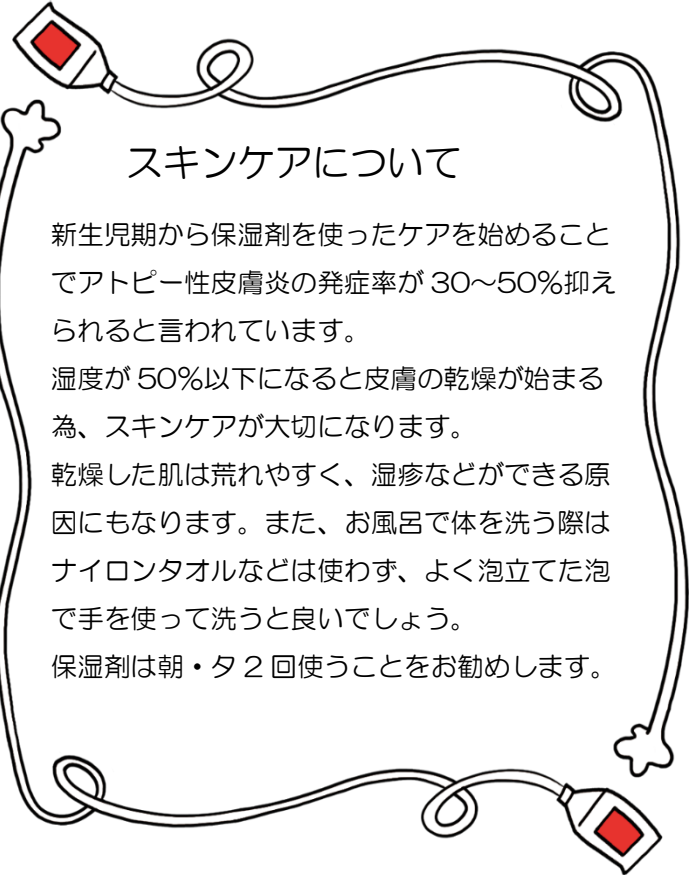 スキンケアについて
新生児期から保湿剤を使ったケアを始めること
でアトピー性皮膚炎の発症率が30～50%抑え
られると言われています。
湿度が50%以下になると皮膚の乾燥が始まる
為、スキンケアが大切になります。
乾燥した肌は荒れやすく、湿疹などができる原
因にもなります。また、お風呂で体を洗う際は
ナイロンタオルなどは使わず、よく泡立てた泡
で手を使って洗うと良いでしょう。
保湿剤は朝・夕2回使うことをお勧めします。